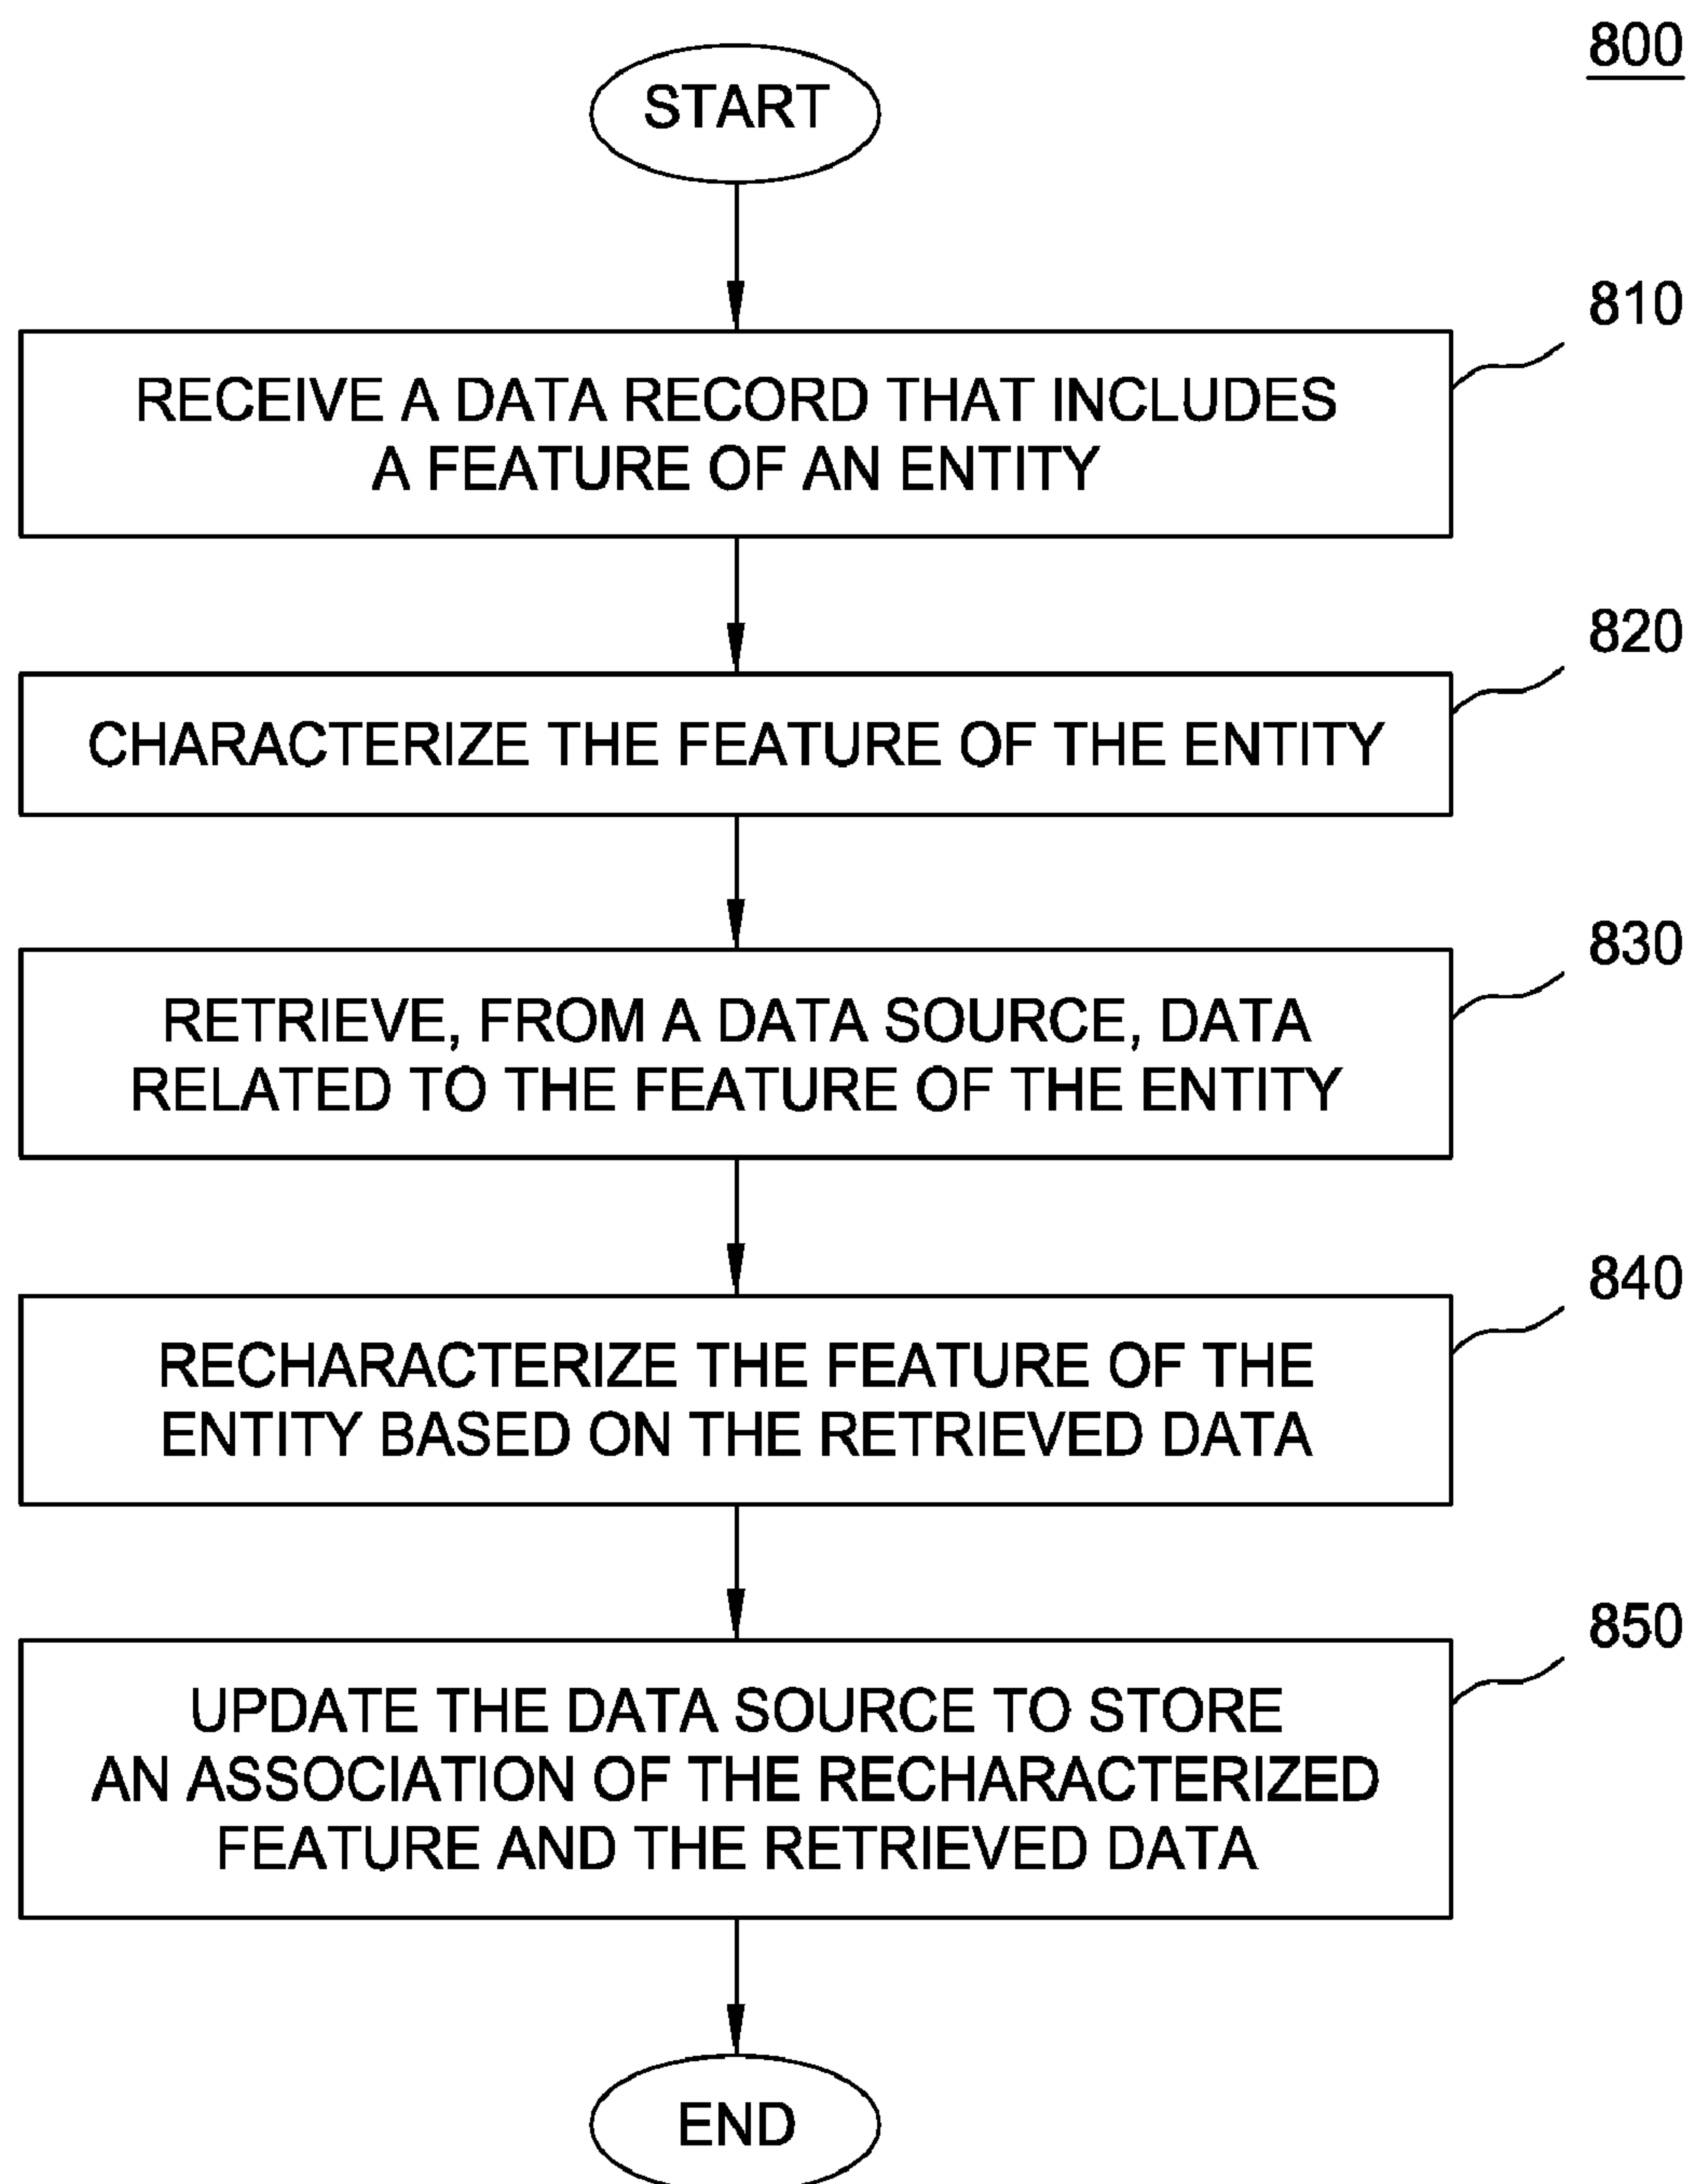 800
START
810
RECEIVE A DATA RECORD THAT INCLUDES
A FEATURE OF AN ENTITY
820
CHARACTERIZE THE FEATURE OF THE ENTITY
830
RETRIEVE, FROM A DATA SOURCE, DATA
RELATED TO THE FEATURE OF THE ENTITY
840
RECHARACTERIZE THE FEATURE OF THE
ENTITY BASED ON THE RETRIEVED DATA
850
UPDATE THE DATA SOURCE TO STORE
AN ASSOCIATION OF THE RECHARACTERIZED
FEATURE AND THE RETRIEVED DATA
END